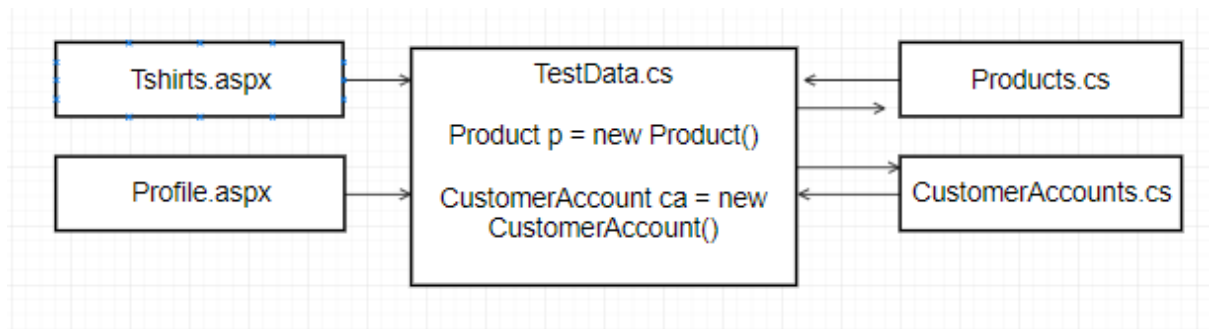 Tshirts.aspx
Profile.aspx
TestData.cs
Product p = new Product()
CustomerAccount ca = new
CustomerAccount()
Products.cs
CustomerAccounts.cs